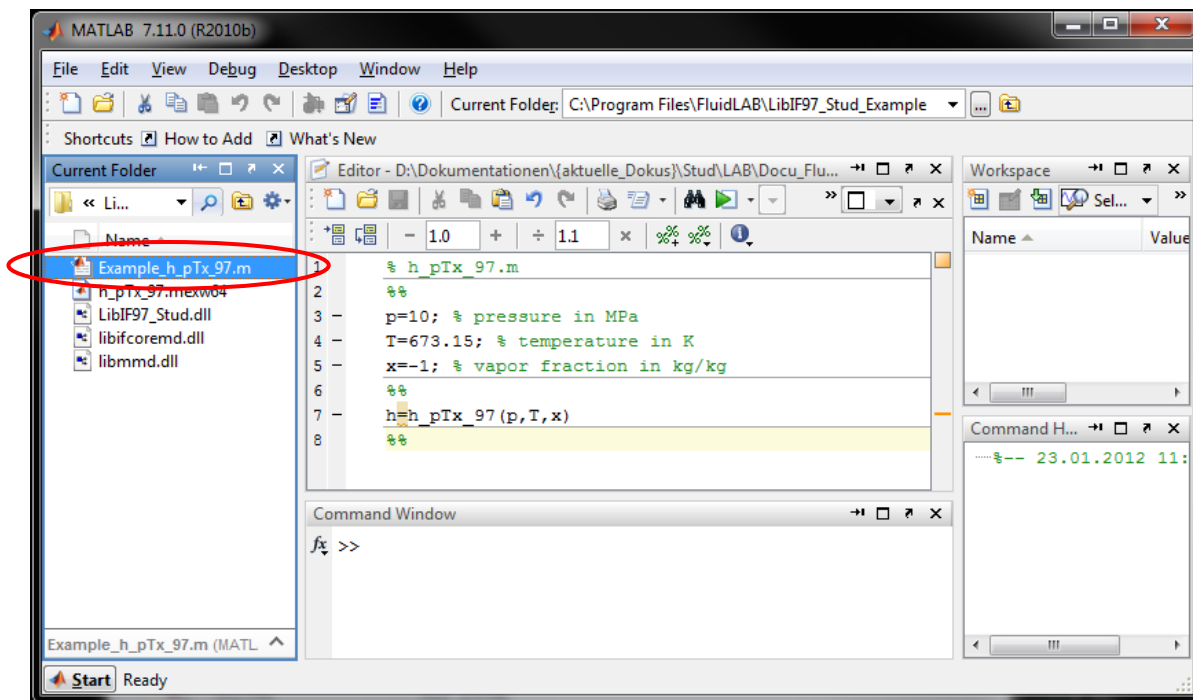 MATLAB 7.11.0 (R2010b)
File Edit View Debug Desktop Window Help
Current Folder: C:\Program Files\FluidLAB\LibIF97_Stud_Example
Shortcuts How to Add What's New
Current Folder
« Li...
Name
Example_h_pTx_97.m
h_pTx_97.mexw64
LibIF97_Stud.dll
libifcoremd.dll
libmmd.dll
Example_h_pTx_97.m (MATL
Editor - D:\Dokumentationen\{aktuelle_Dokus}\Stud\LAB\Docu_Flu...
- 1.0 + ÷ 1.1 ×
1 % h_pTx_97.m
2 %%
3 - p=10; % pressure in MPa
4 - T=673.15; % temperature in K
5 - x=-1; % vapor fraction in kg/kg
6 %%
7 - h=h_pTx_97(p,T,x)
8 %%
Command Window
fx >>
Workspace
Sel...
Name Value
Command H...
%-- 23.01.2012 11:
Start Ready